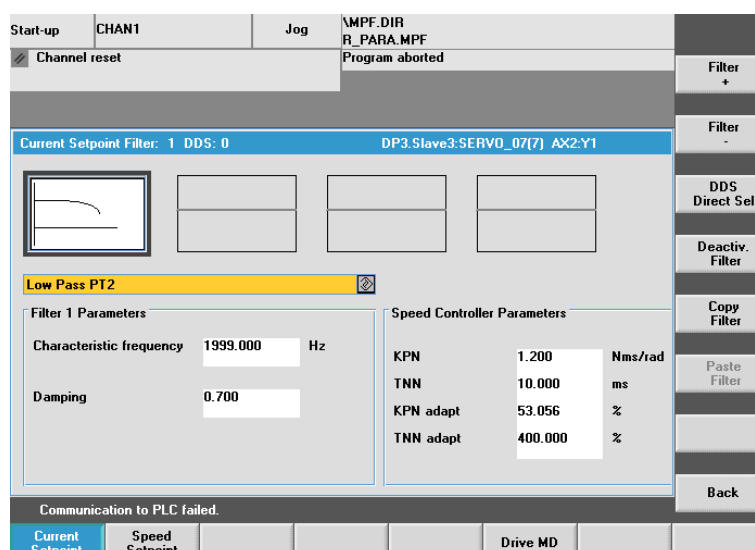 Start-up CHAN1 Jog \MPF.DIR
R_PARA.MPF
Channel reset Program aborted
Current Setpoint Filter: 1 DDS: 0 DP3.Slave3:SERVO_07(7) AX2:Y1
Low Pass PT2
Filter 1 Parameters
Characteristic frequency 1999.000 Hz
Damping 0.700
Speed Controller Parameters
KPN 1.200 Nms/rad
TNN 10.000 ms
KPN adapt 53.056 %
TNN adapt 400.000 %
Communication to PLC failed.
Filter
+
Filter
-
DDS
Direct Sel
Deactiv.
Filter
Copy
Filter
Paste
Filter
Back
Current
Setpoint
Speed
Setpoint
Drive MD